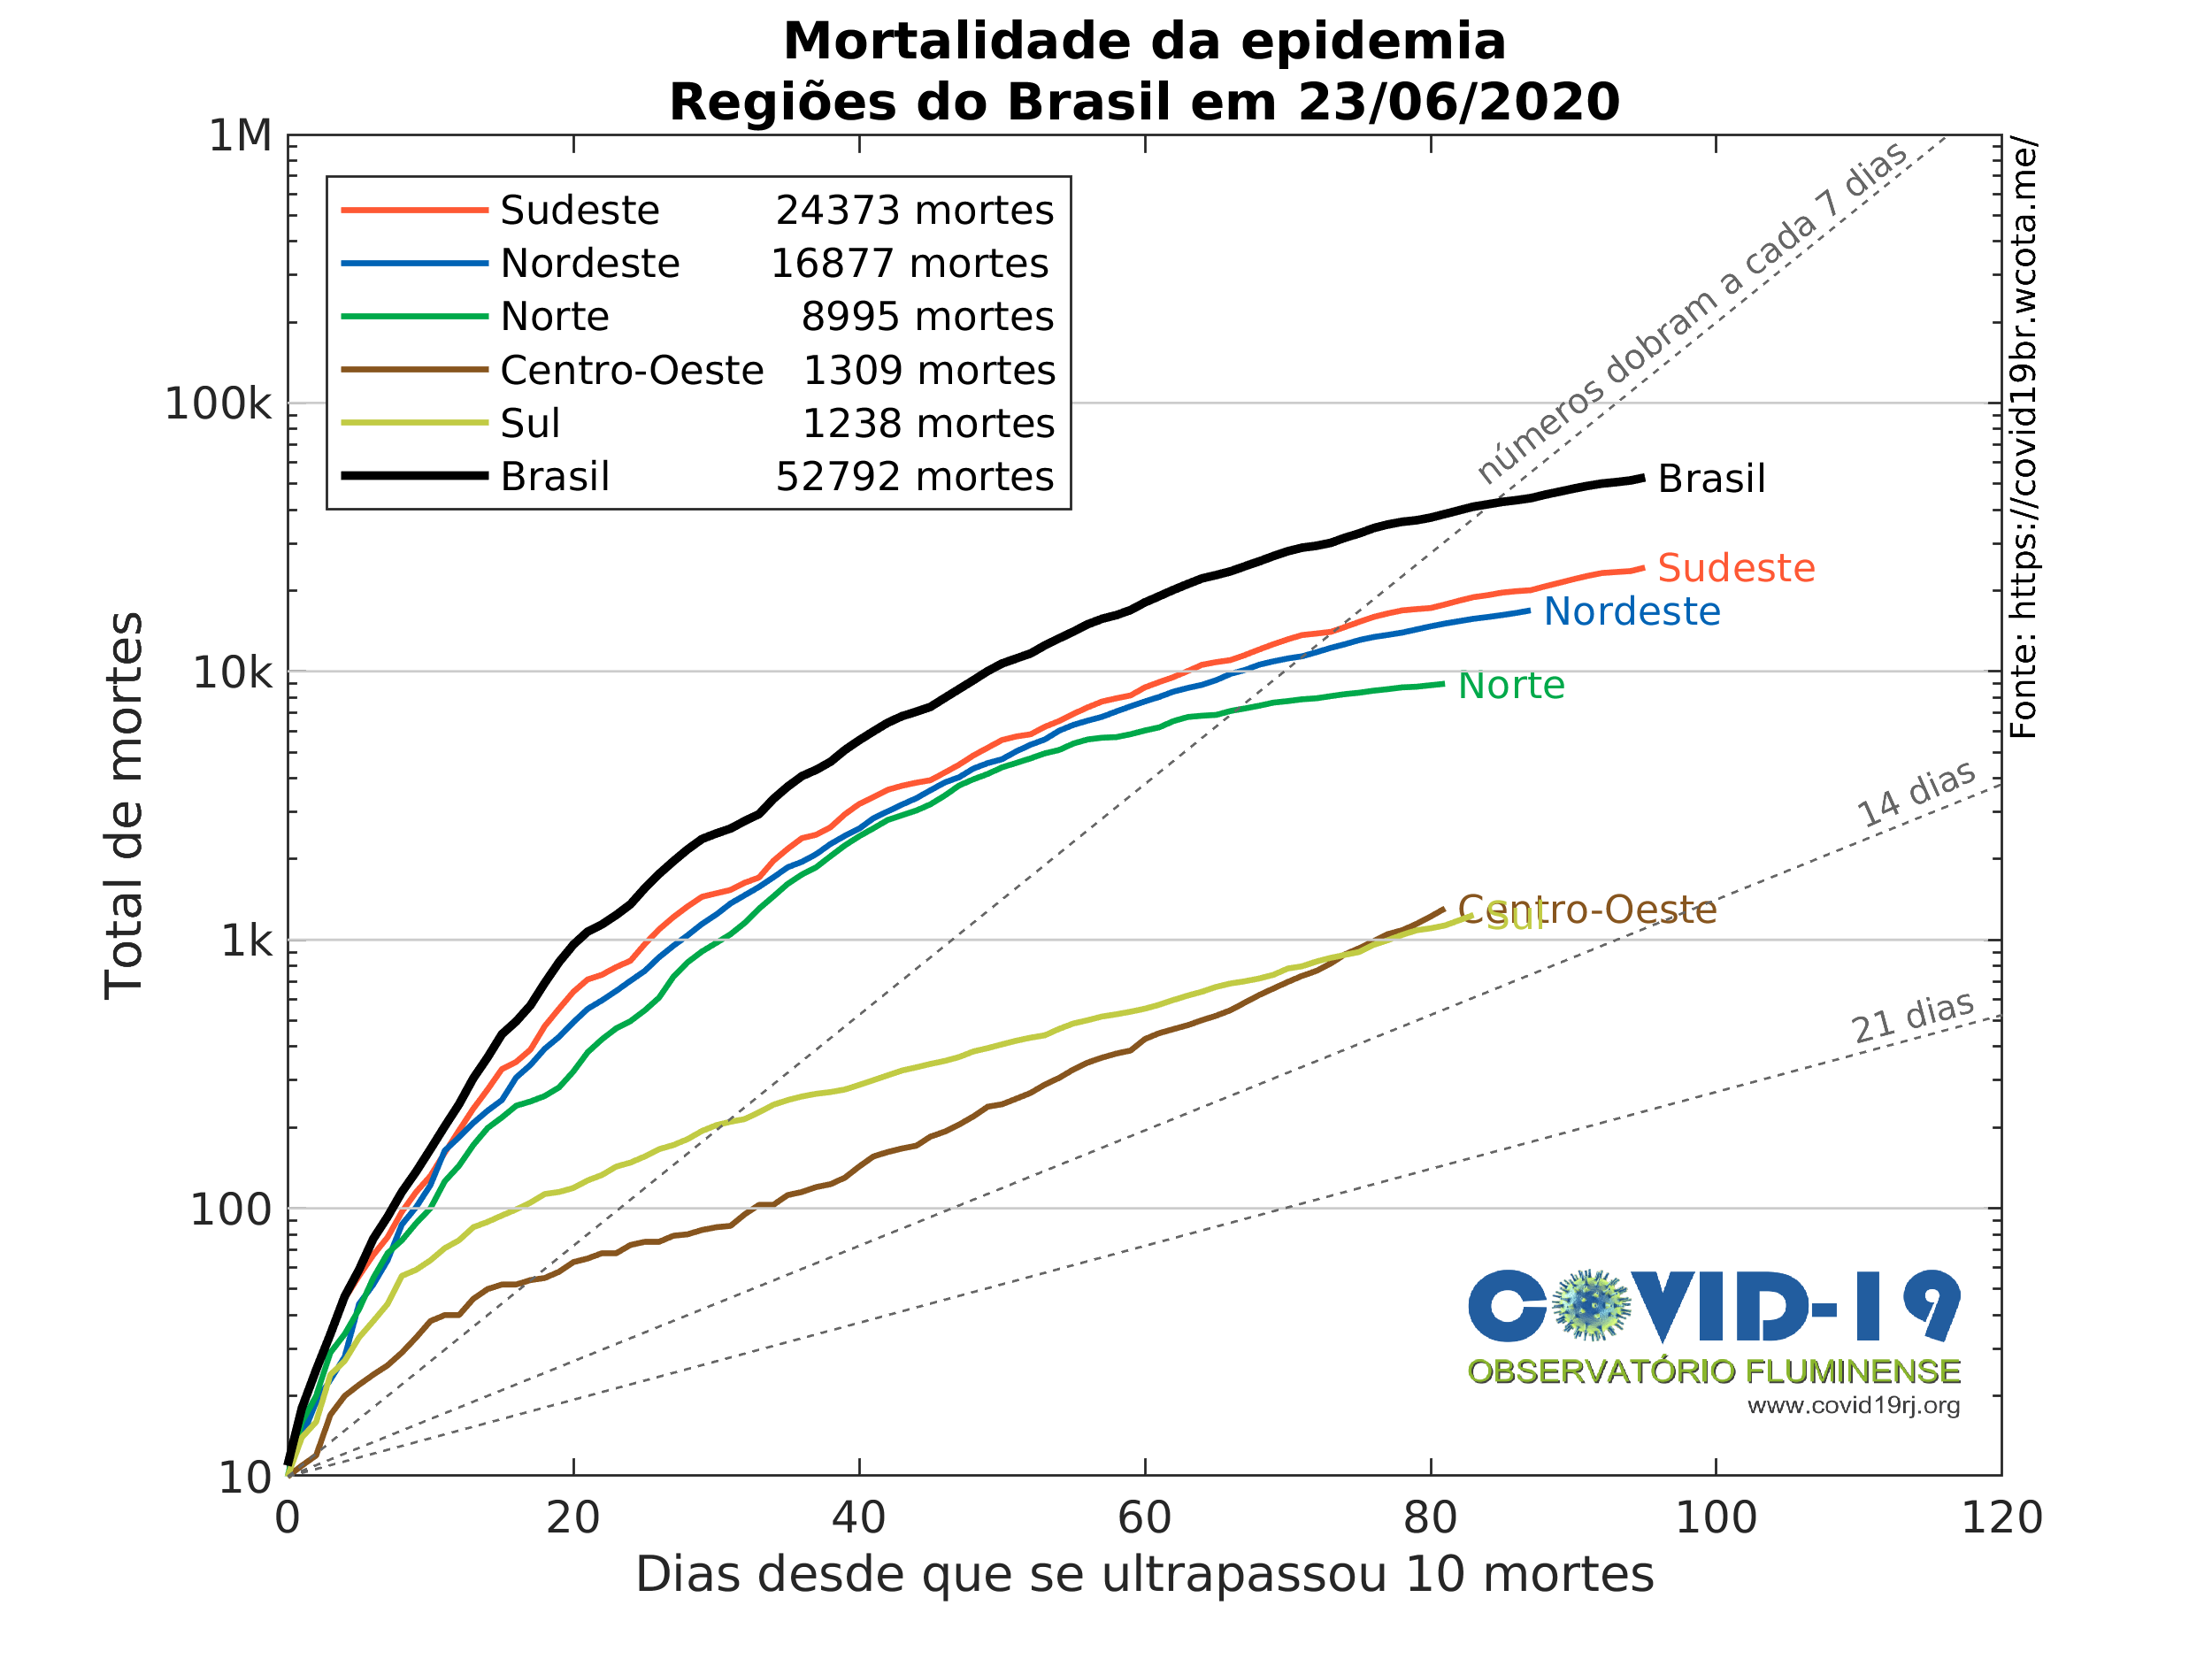 Mortalidade da epidemia
Regiões do Brasil em 23/06/2020
1M
100k
10k
1k
100
10
Total de mortes
Sudeste 24373 mortes
Nordeste 16877 mortes
Norte 8995 mortes
Centro-Oeste 1309 mortes
Sul 1238 mortes
Brasil 52792 mortes
números dobram a cada 7 dias
Brasil
Sudeste
Nordeste
Norte
14 dias
Centro-Oeste
Sul
21 dias
COVID-19
OBSERVATÓRIO FLUMINENSE
www.covid19rj.org
0 20 40 60 80 100 120
Dias desde que se ultrapassou 10 mortes
Fonte: https://covid19br.wcota.me/